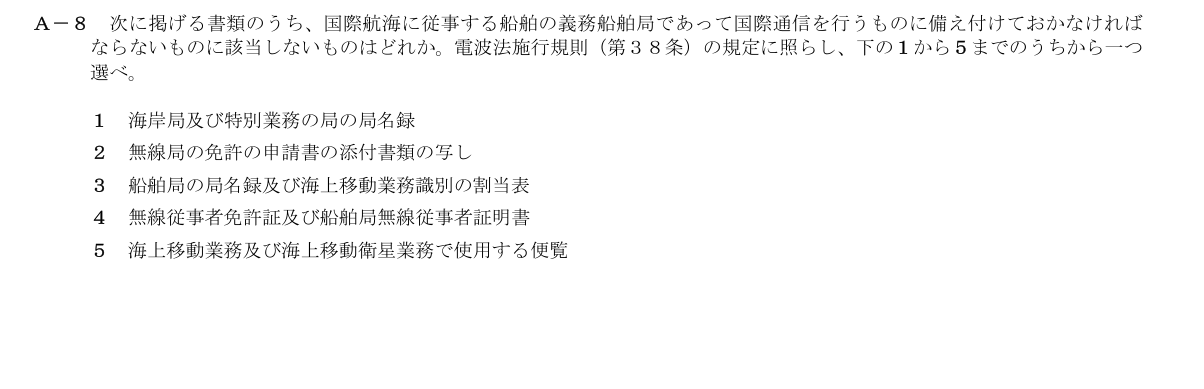 Ａ－８　次に掲げる書類のうち、国際航海に従事する船舶の義務船舶局であって国際通信を行うものに備え付けておかなければ
ならないものに該当しないものはどれか。電波法施行規則（第３８条）の規定に照らし、下の１から５までのうちから一つ
選べ。
１　海岸局及び特別業務の局の局名録
２　無線局の免許の申請書の添付書類の写し
３　船舶局の局名録及び海上移動業務識別の割当表
４　無線従事者免許証及び船舶局無線従事者証明書
５　海上移動業務及び海上移動衛星業務で使用する便覧